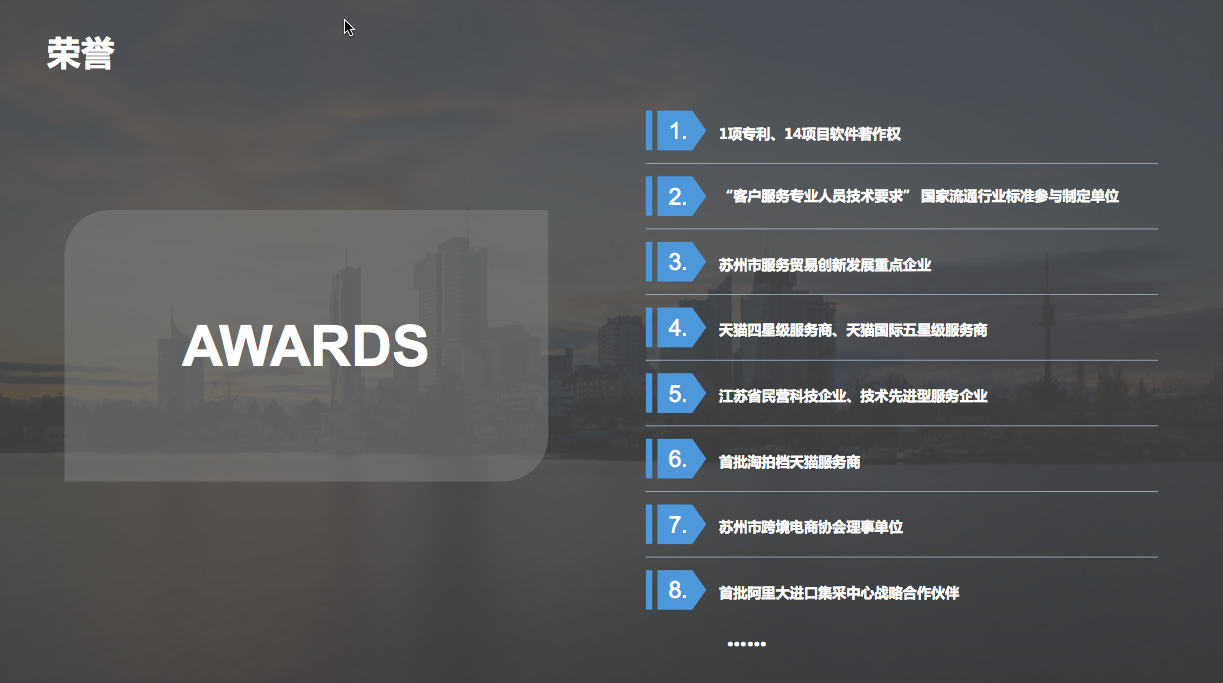 荣誉
AWARDS
1. 1项专利、14项目软件著作权
2. “客户服务专业人员技术要求” 国家流通行业标准参与制定单位
3. 苏州市服务贸易创新发展重点企业
4. 天猫四星级服务商、天猫国际五星级服务商
5. 江苏省民营科技企业、技术先进型服务企业
6. 首批淘拍档天猫服务商
7. 苏州市跨境电商协会理事单位
8. 首批阿里大进口集采中心战略合作伙伴
……